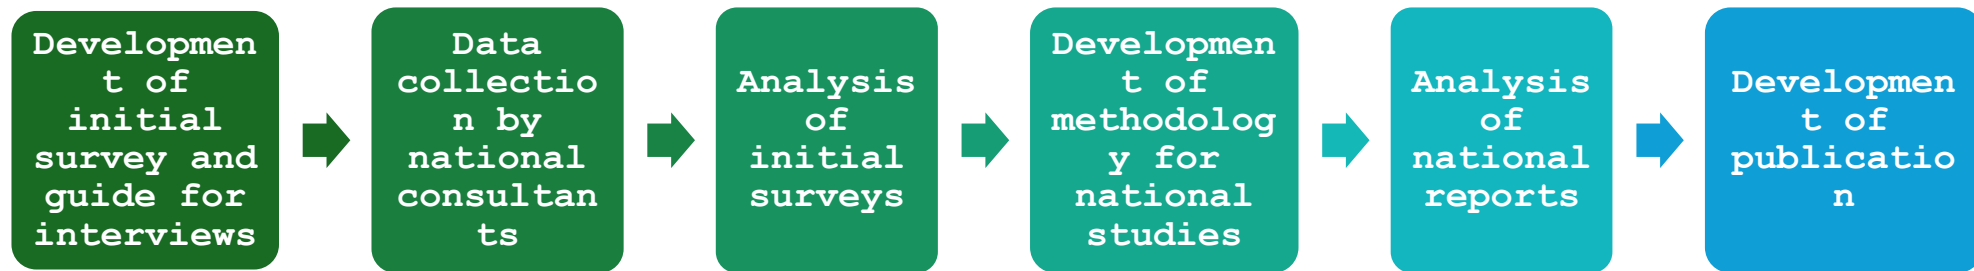 Developmen
t of
initial
survey and
guide for
interviews
Data
collectio
n by
national
consultan
ts
Analysis
of
initial
surveys
Developmen
t of
methodolog
y for
national
studies
Analysis
of
national
reports
Developmen
t of
publicatio
n